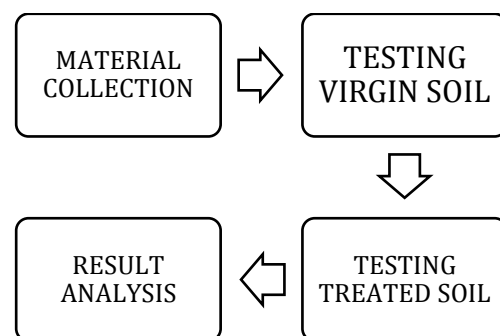 MATERIAL
COLLECTION
TESTING
VIRGIN SOIL
TESTING
TREATED SOIL
RESULT
ANALYSIS